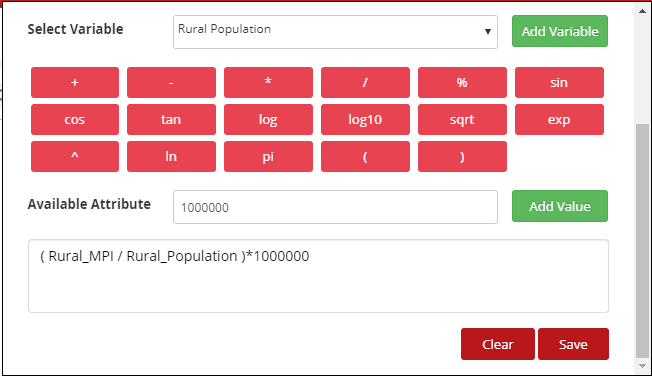 Select Variable Rural Population Add Variable
+ - * / % sin
cos tan log log10 sqrt exp
^ ln pi ( )
Available Attribute 1000000 Add Value
( Rural_MPI / Rural_Population )*1000000
Clear Save